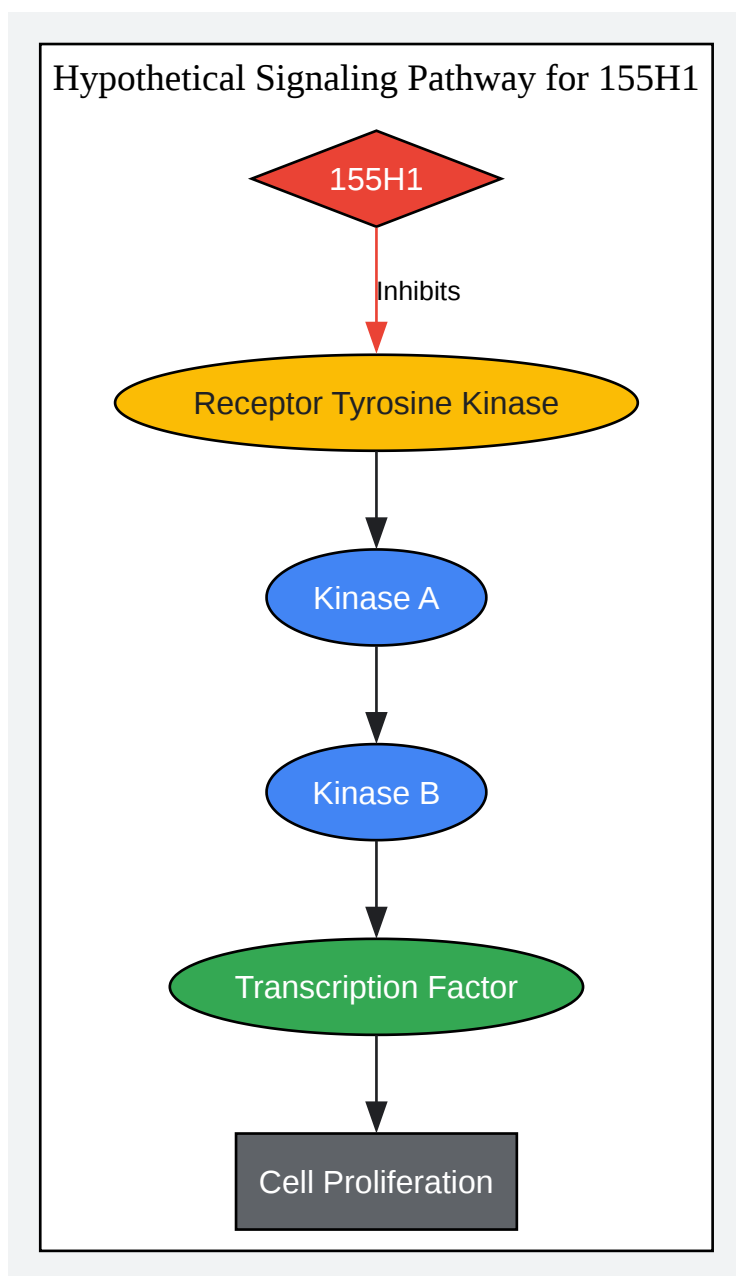 Hypothetical Signaling Pathway for 155H1
155H1
Inhibits
Receptor Tyrosine Kinase
Kinase A
Kinase B
Transcription Factor
Cell Proliferation